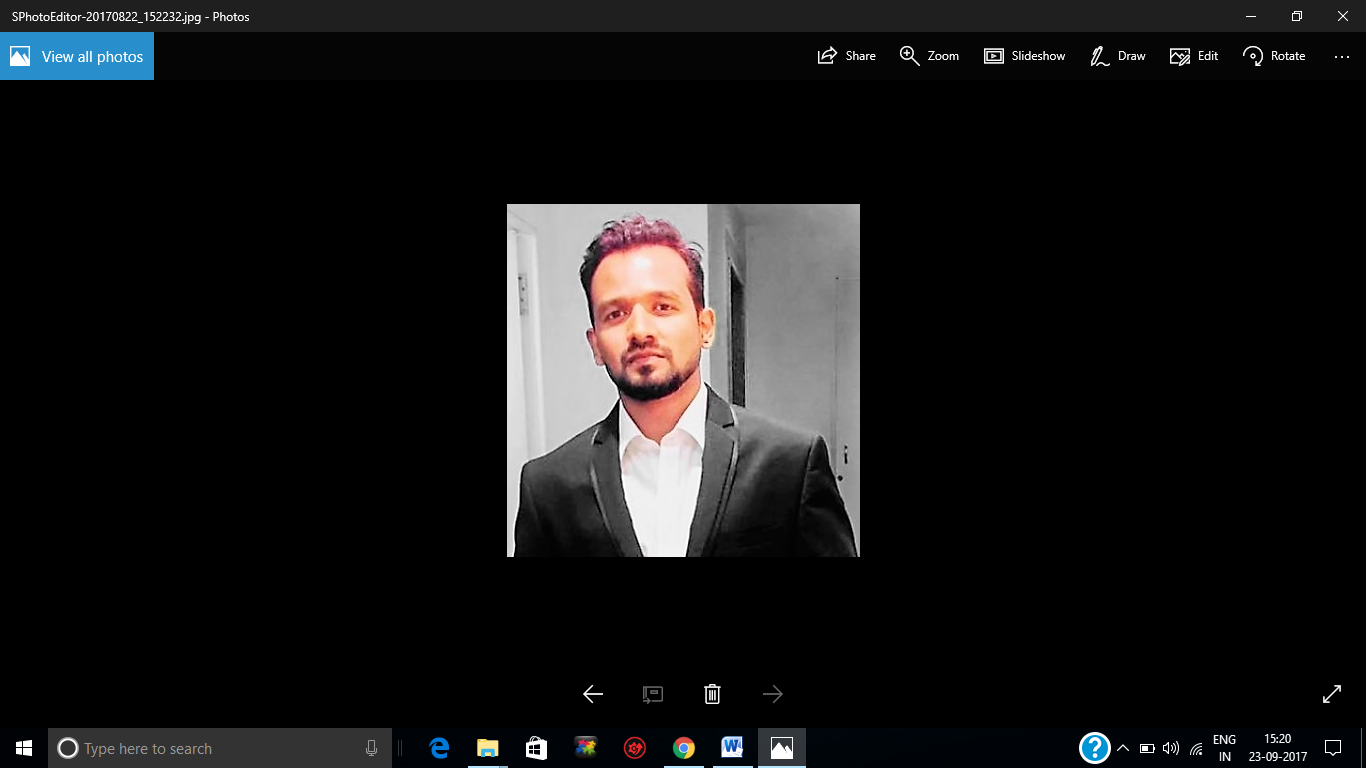 SPhotoEditor-20170822_152232.jpg - Photos
View all photos
Share
Zoom
Slideshow
Draw
Edit
Rotate
Type here to search
ENG
IN
15:20
23-09-2017